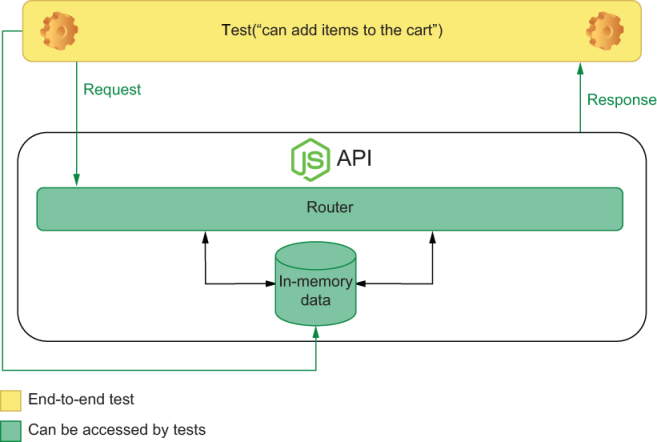 Test(“can add items to the cart”)
Request
Response
JS API
Router
In-memory
data
End-to-end test
Can be accessed by tests